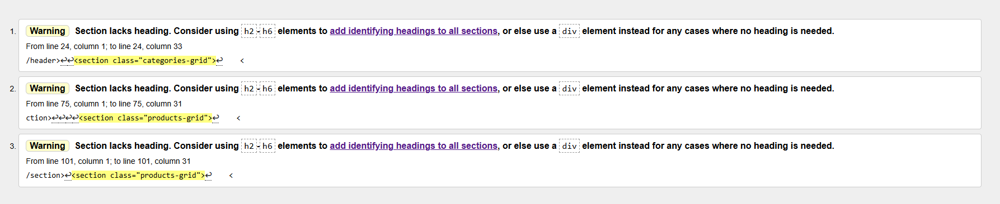 1. Warning Section lacks heading. Consider using h2-h6 elements to add identifying headings to all sections, or else use a div element instead for any cases where no heading is needed.
From line 24, column 1; to line 24, column 33
/header>↩↩<section class="categories-grid">↩    <
2. Warning Section lacks heading. Consider using h2-h6 elements to add identifying headings to all sections, or else use a div element instead for any cases where no heading is needed.
From line 75, column 1; to line 75, column 31
ction>↩↩↩↩<section class="products-grid">↩    <
3. Warning Section lacks heading. Consider using h2-h6 elements to add identifying headings to all sections, or else use a div element instead for any cases where no heading is needed.
From line 101, column 1; to line 101, column 31
/section>↩<section class="products-grid">↩    <